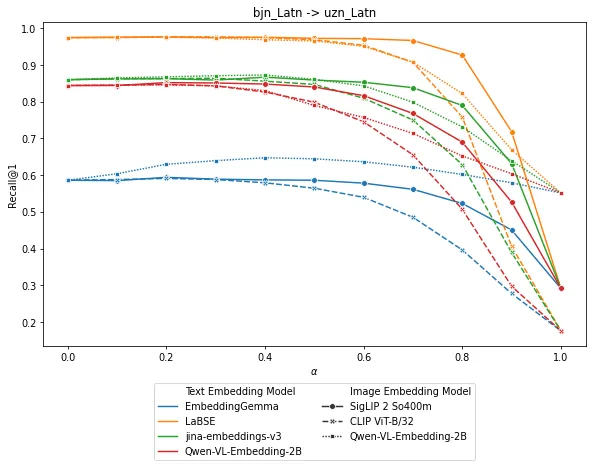 bjn_Latn -> uzn_Latn
1.0
0.9
0.8
0.7
0.6
0.5
0.4
0.3
0.2
Recall@1
0.0 0.2 0.4 0.6 0.8 1.0
α
Text Embedding Model Image Embedding Model
EmbeddingGemma SigLIP 2 So400m
LaBSE CLIP ViT-B/32
jina-embeddings-v3 Qwen-VL-Embedding-2B
Qwen-VL-Embedding-2B